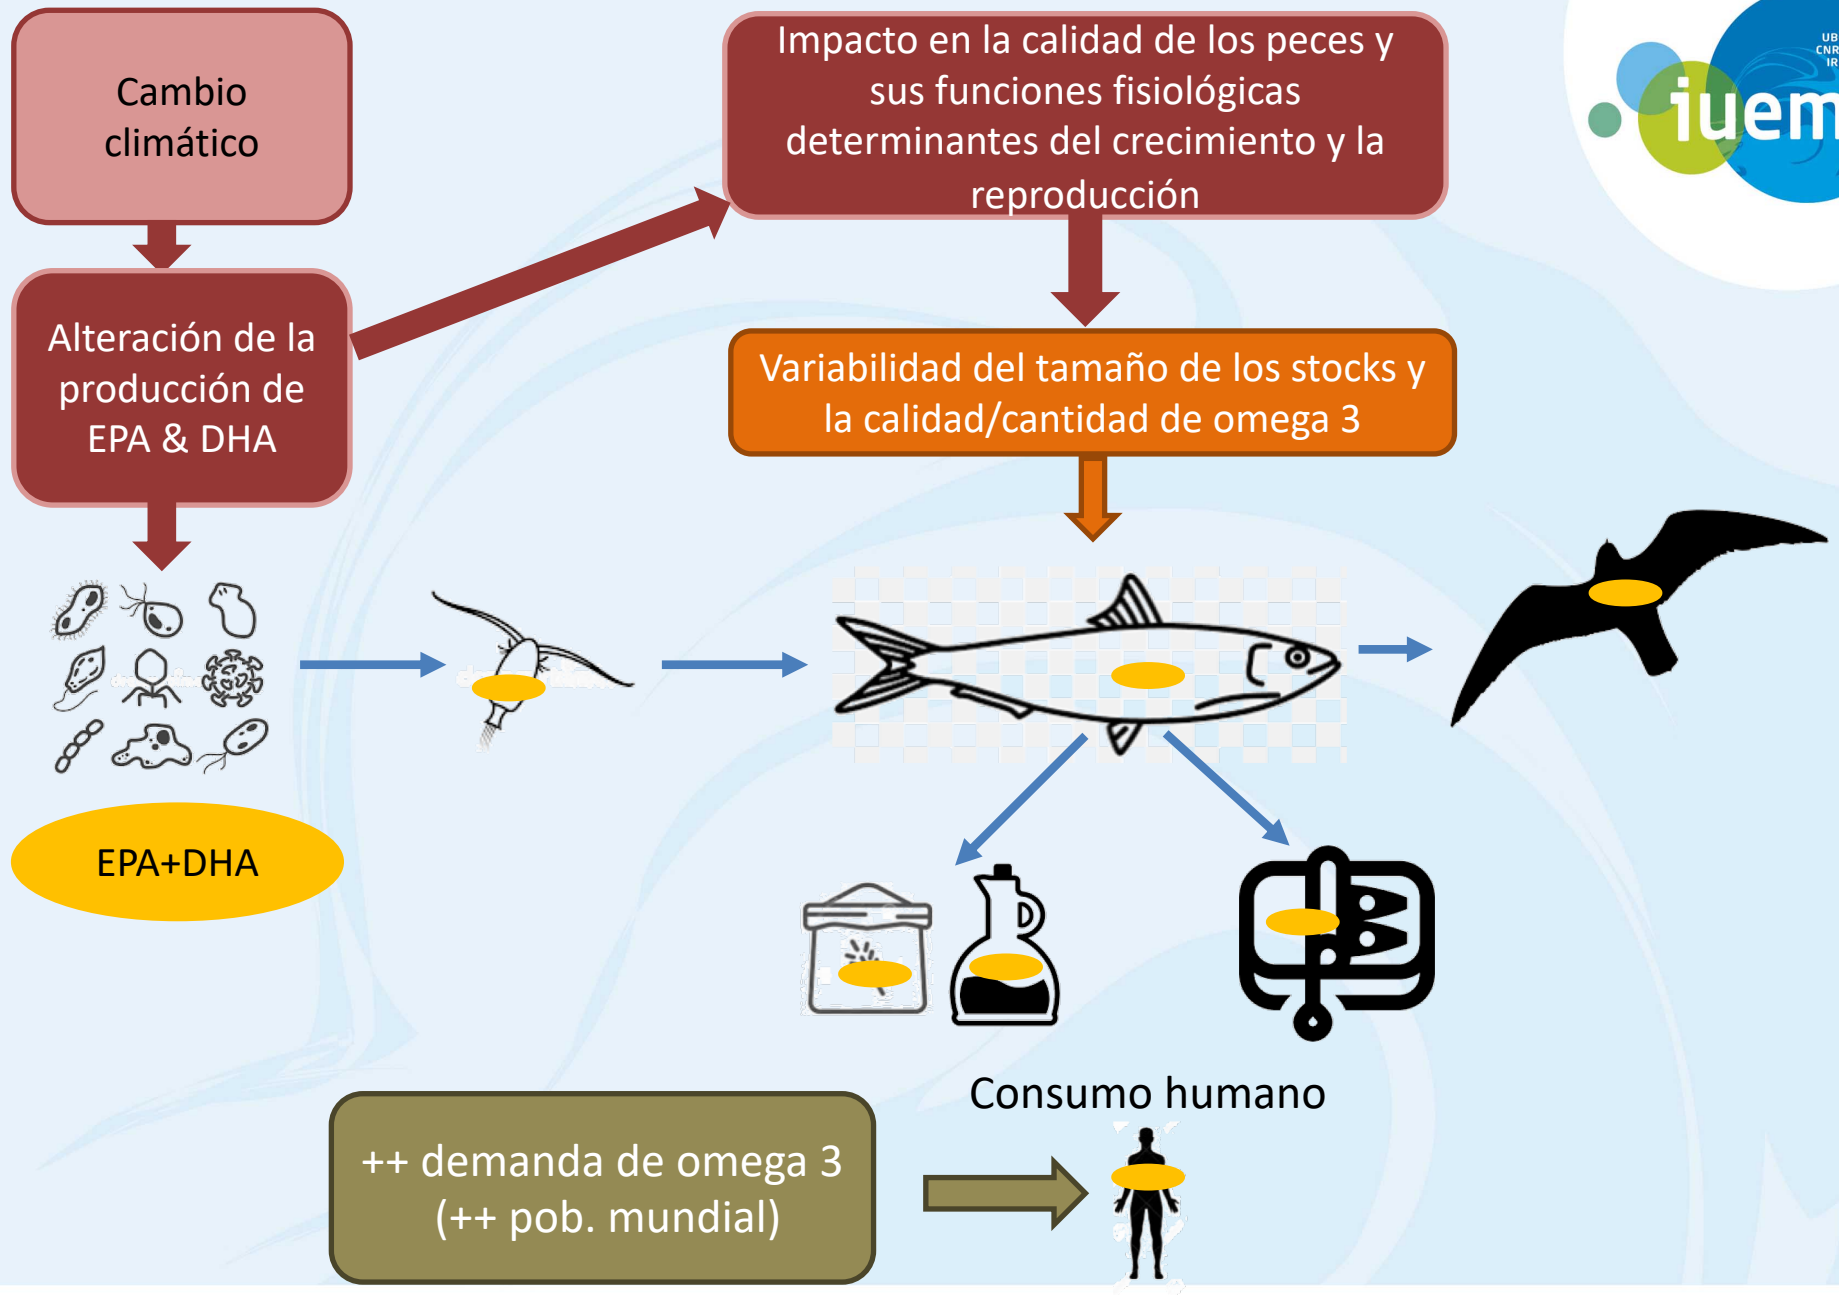 Cambio
climático
Impacto en la calidad de los peces y
sus funciones fisiológicas
determinantes del crecimiento y la
reproducción
iuem
Alteración de la
producción de
EPA & DHA
Variabilidad del tamaño de los stocks y
la calidad/cantidad de omega 3
EPA+DHA
Consumo humano
++ demanda de omega 3
(++ pob. mundial)